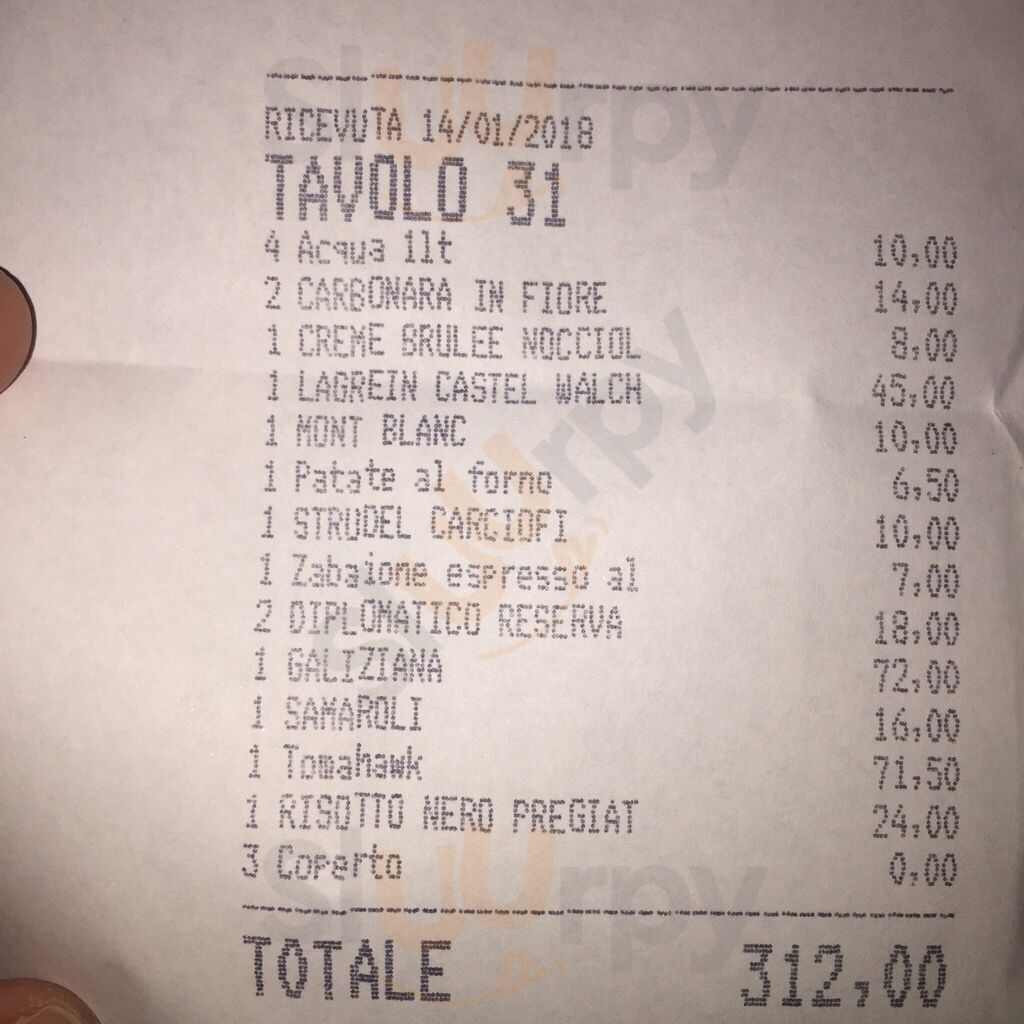 RICEVUTA 14/01/2018
TAVOLO 31
4 Acqua 1lt 10,00
2 CARBONARA IN FIORE 14,00
1 CREME BRULEE NOCCIOL 8,00
1 LAGREIN CASTEL WALCH 45,00
1 MONT BLANC 10,00
1 Patate al forno 6,50
1 STRUDEL CARCIOFI 10,00
1 Zabaione espresso al 7,00
2 DIPLOMATICO RESERVA 18,00
1 GALIZIANA 72,00
1 SAMAROLI 16,00
1 Tomahawk 71,50
1 RISOTTO NERO PREGIAT 24,00
3 Coperto 0,00
TOTALE 312,00
slurpy
slurpy
slurpy